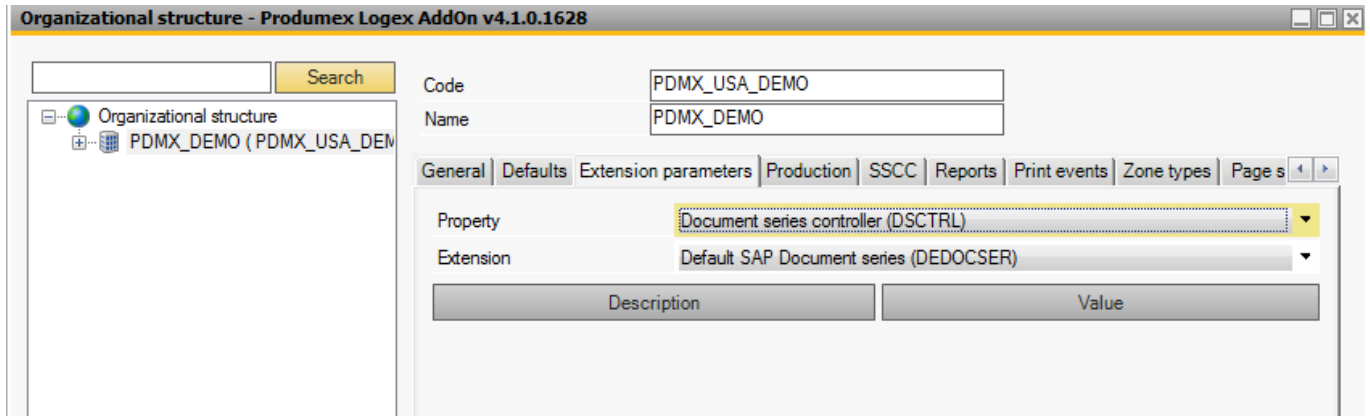 Organizational structure - Produmex Logex AddOn v4.1.0.1628
Search
Organizational structure
PDMX_DEMO ( PDMX_USA_DEM
Code PDMX_USA_DEMO
Name PDMX_DEMO
General Defaults Extension parameters Production SSCC Reports Print events Zone types Page s
Property Document series controller (DSCTRL)
Extension Default SAP Document series (DEDOCSER)
Description Value